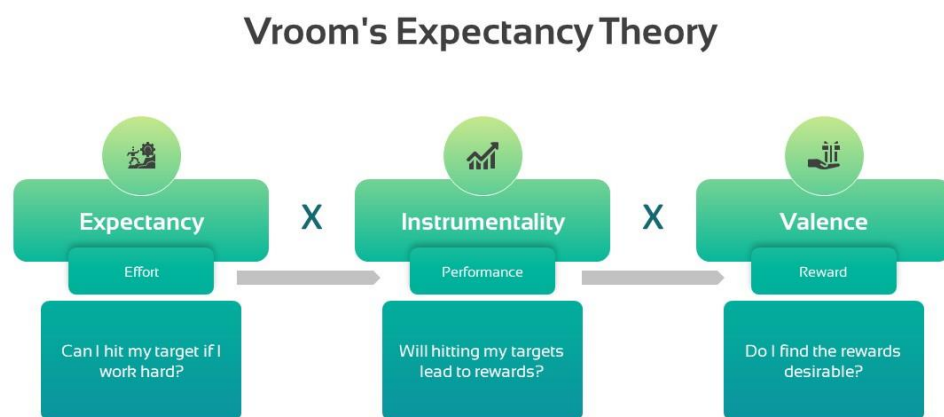 Vroom's Expectancy Theory
Expectancy
X
Instrumentality
X
Valence
Effort
Performance
Reward
Can I hit my target if I
work hard?
Will hitting my targets
lead to rewards?
Do I find the rewards
desirable?